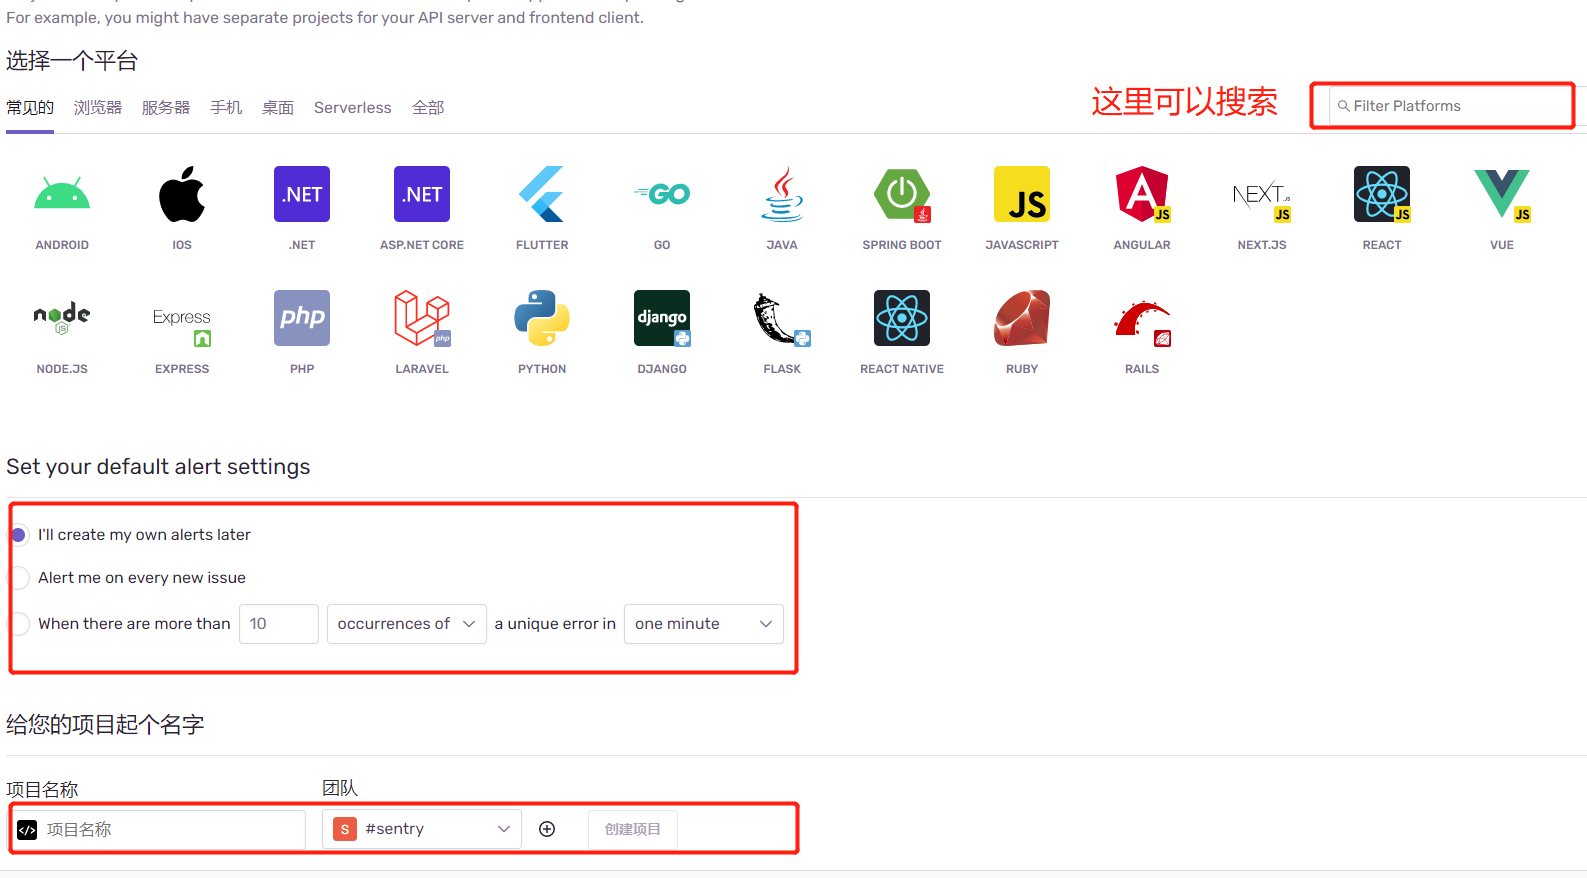 For example, you might have separate projects for your API server and frontend client.
选择一个平台
常见的 浏览器 服务器 手机 桌面 Serverless 全部
这里可以搜索
Filter Platforms
.NET .NET GO JS JS NEXT.JS JS JS JS
ANDROID IOS .NET ASP.NET CORE FLUTTER GO JAVA SPRING BOOT JAVASCRIPT ANGULAR NEXT.JS REACT VUE
node JS Express php php django
NODE.JS EXPRESS PHP LARAVEL PYTHON DJANGO FLASK REACT NATIVE RUBY RAILS
Set your default alert settings
I'll create my own alerts later
Alert me on every new issue
When there are more than 10 occurrences of a unique error in one minute
给您的项目起个名字
项目名称 团队
</> 项目名称 S #sentry 创建项目